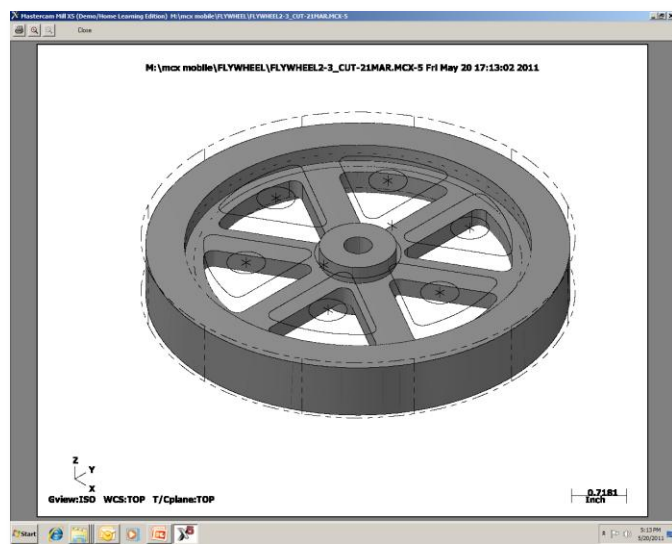 Mastercam Mill X5 (Demo/Home Learning Edition) M:\mcx mobile\FLYWHEEL\FLYWHEEL2-3_CUT-21MAR.MCX-5
Close
M:\mcx mobile\FLYWHEEL\FLYWHEEL2-3_CUT-21MAR.MCX-5 Fri May 20 17:13:02 2011
Z
Y
X
Gview:ISO WCS:TOP T/Cplane:TOP
0.7181
Inch
Start
5:13 PM
5/20/2011